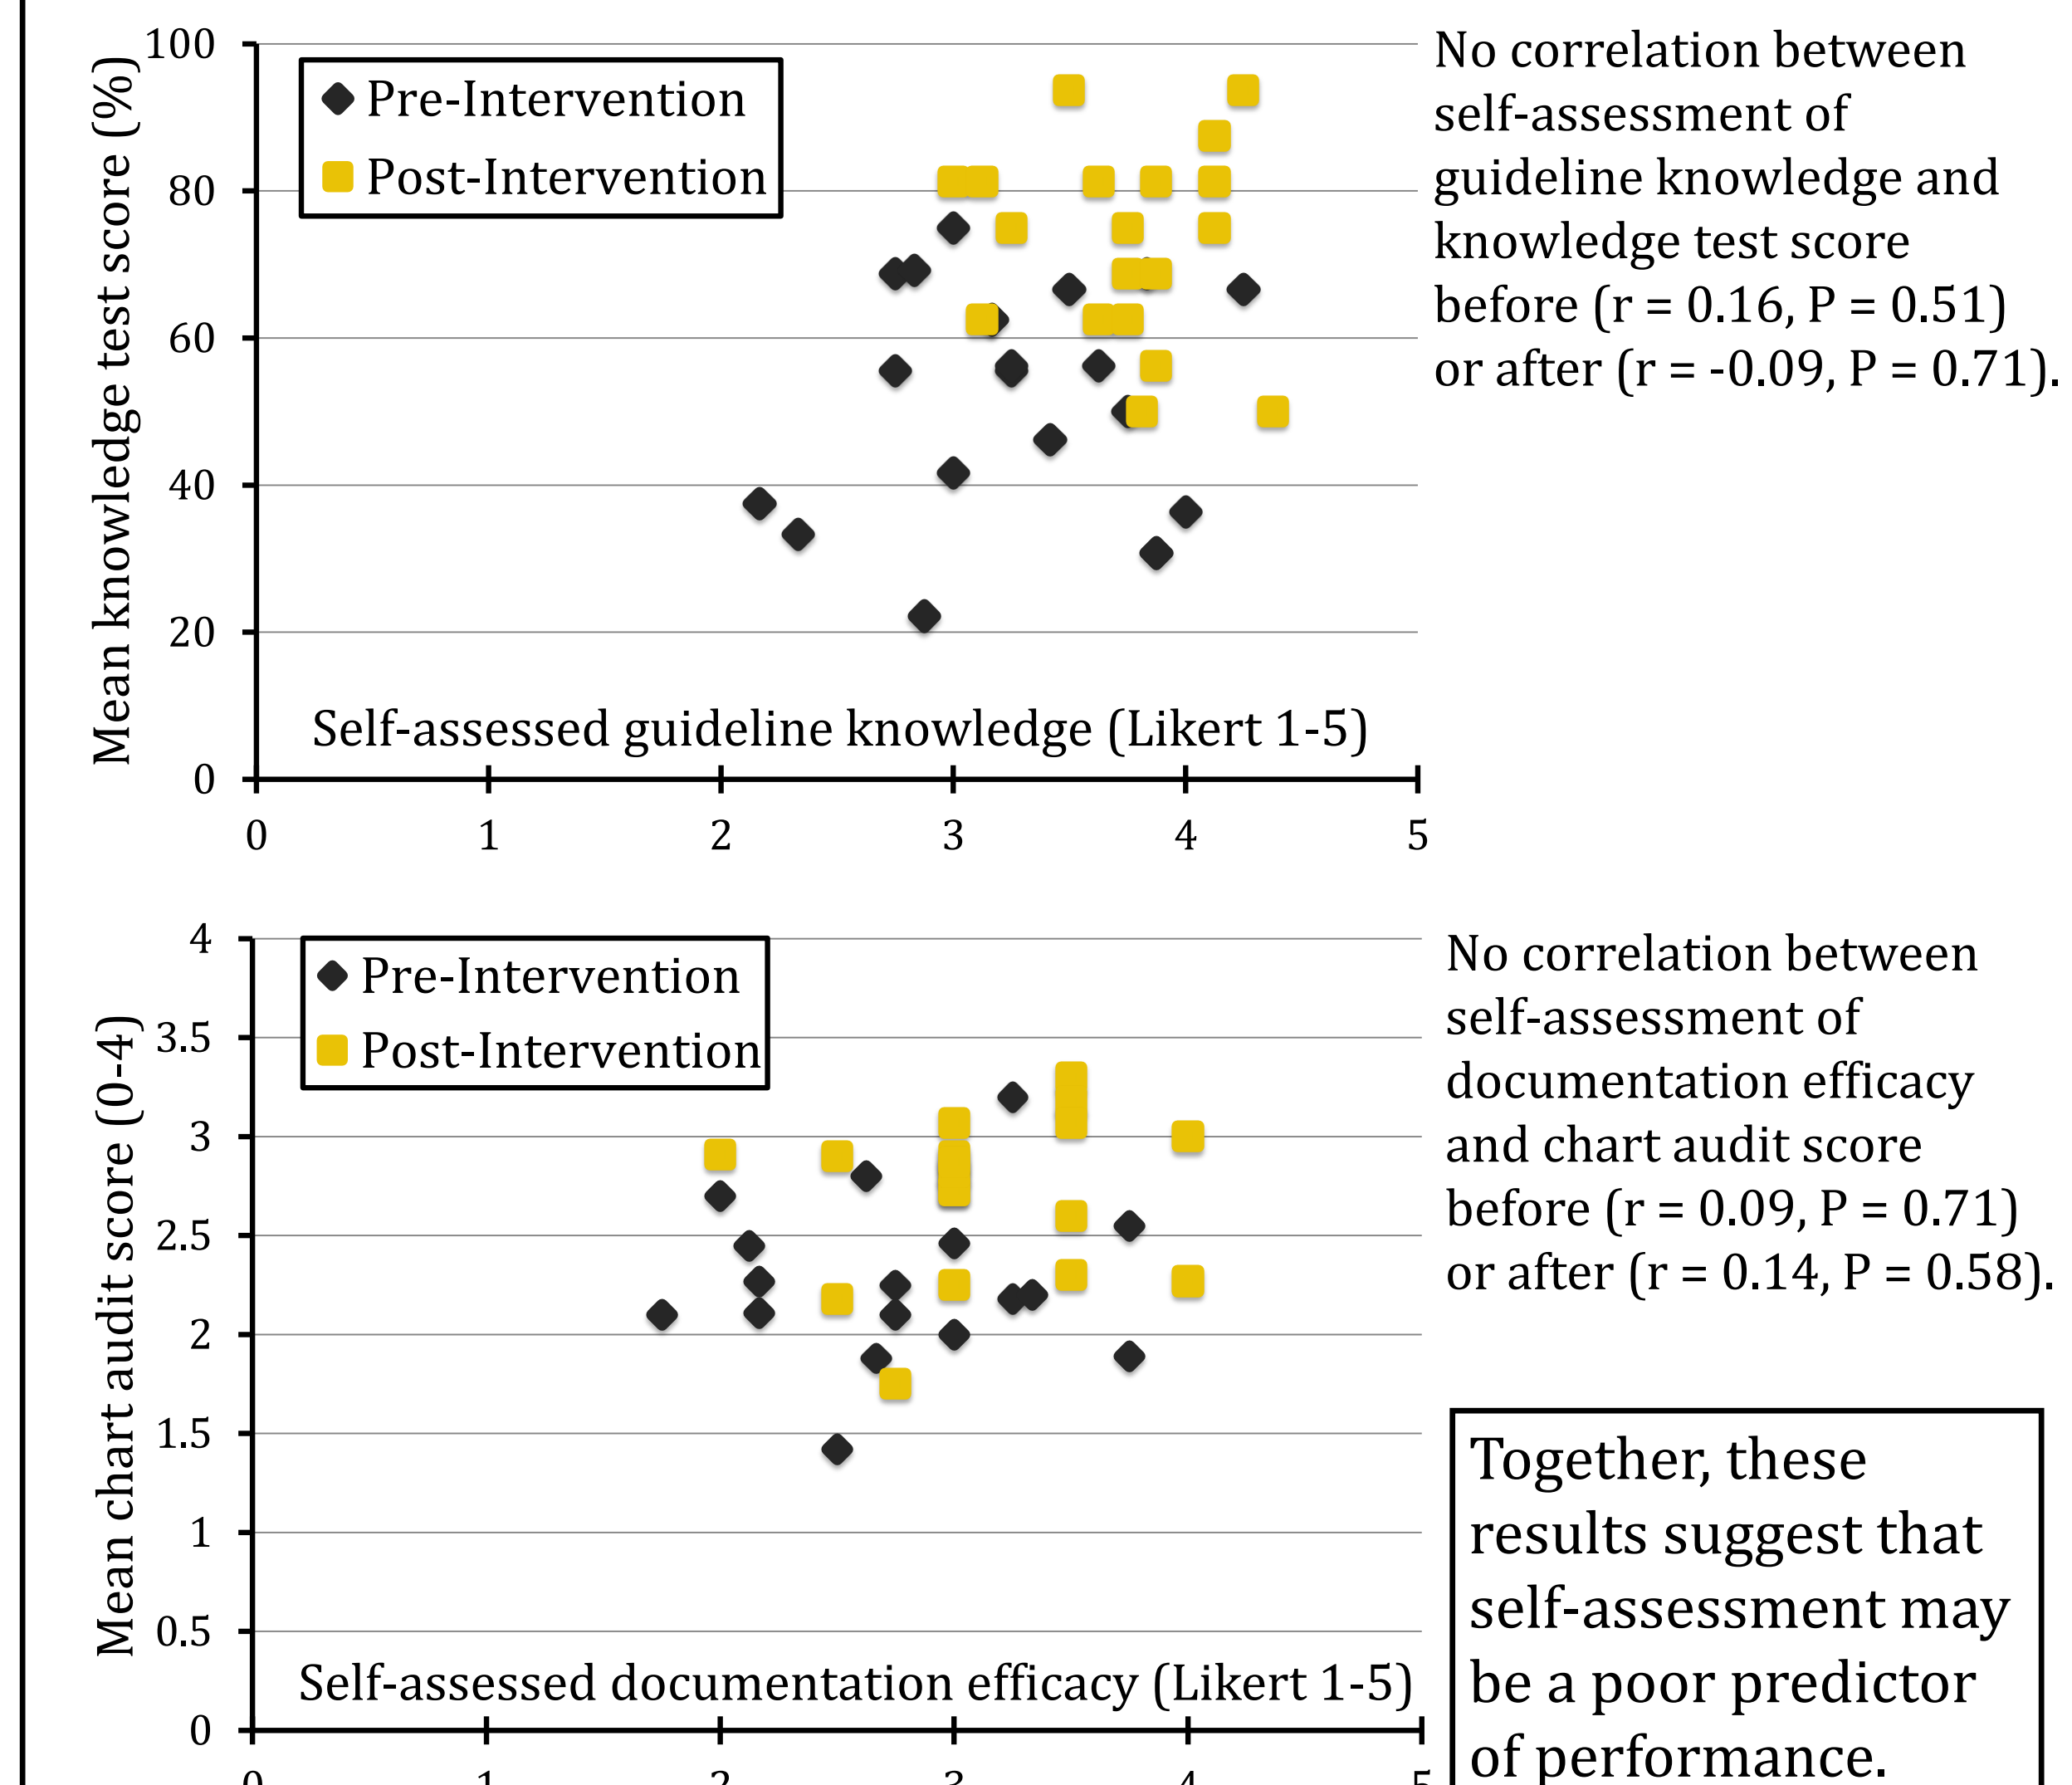 Mean knowledge test score (%)
100
80
60
40
20
0
Pre-Intervention
Post-Intervention
Self-assessed guideline knowledge (Likert 1-5)
0 1 2 3 4 5
No correlation between
self-assessment of
guideline knowledge and
knowledge test score
before (r = 0.16, P = 0.51)
or after (r = -0.09, P = 0.71).
Mean chart audit score (0-4)
4
3.5
3
2.5
2
1.5
1
0.5
0
Pre-Intervention
Post-Intervention
Self-assessed documentation efficacy (Likert 1-5)
0 1 2 3 4 5
No correlation between
self-assessment of
documentation efficacy
and chart audit score
before (r = 0.09, P = 0.71)
or after (r = 0.14, P = 0.58).
Together, these
results suggest that
self-assessment may
be a poor predictor
of performance.